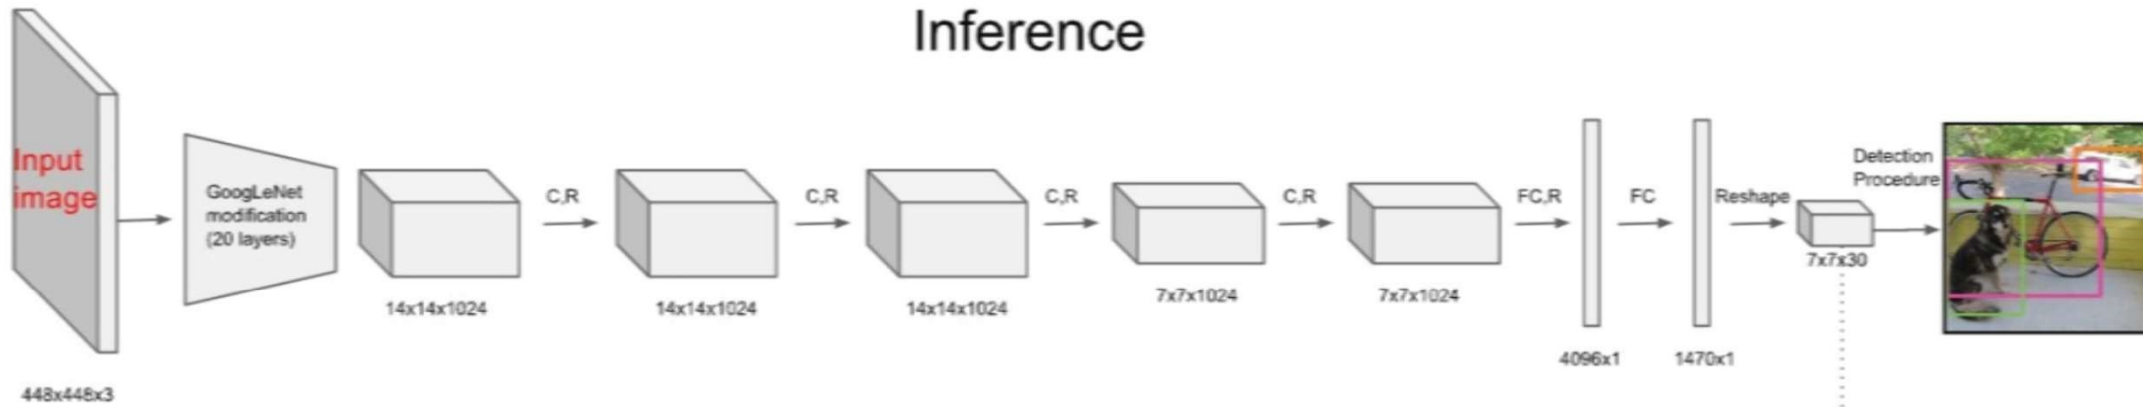 Inference
Input
image
448x448x3
GoogLeNet
modification
(20 layers)
14x14x1024
C,R
14x14x1024
C,R
14x14x1024
C,R
7x7x1024
C,R
7x7x1024
FC,R
4096x1
FC
1470x1
Reshape
7x7x30
Detection
Procedure